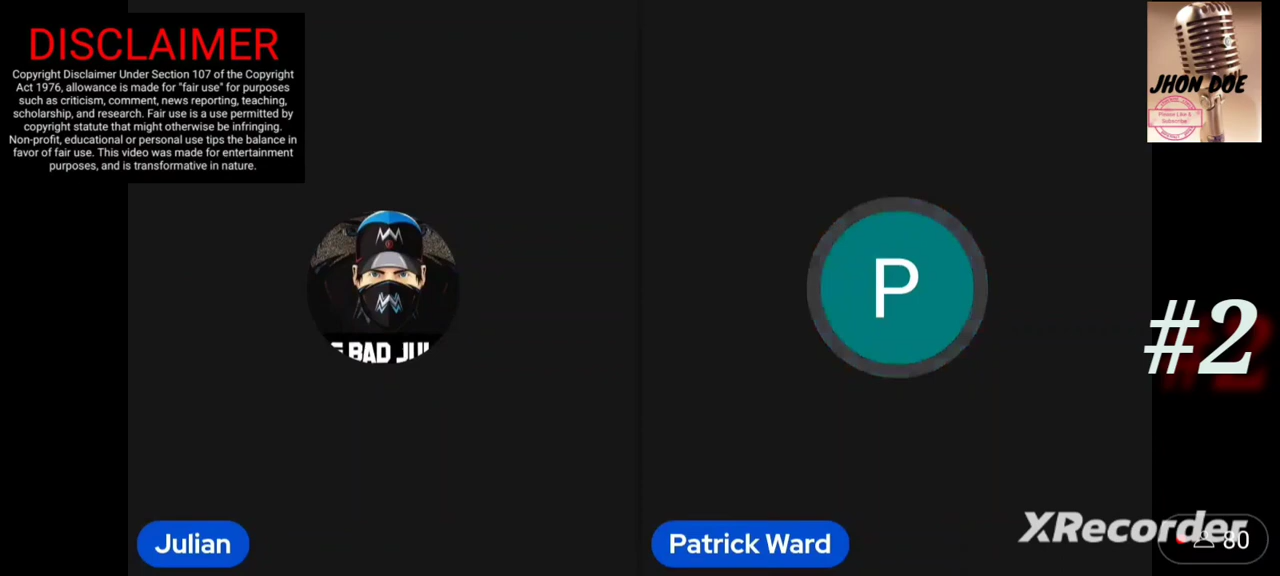 DISCLAIMER
Copyright Disclaimer Under Section 107 of the Copyright
Act 1976, allowance is made for "fair use" for purposes
such as criticism, comment, news reporting, teaching,
scholarship, and research. Fair use is a use permitted by
copyright statute that might otherwise be infringing.
Non-profit, educational or personal use tips the balance in
favor of fair use. This video was made for entertainment
purposes, and is transformative in nature.
JHON DOE
Please Like &
Subscribe
BAD
P
#2
Julian
Patrick Ward
XRecorder
80